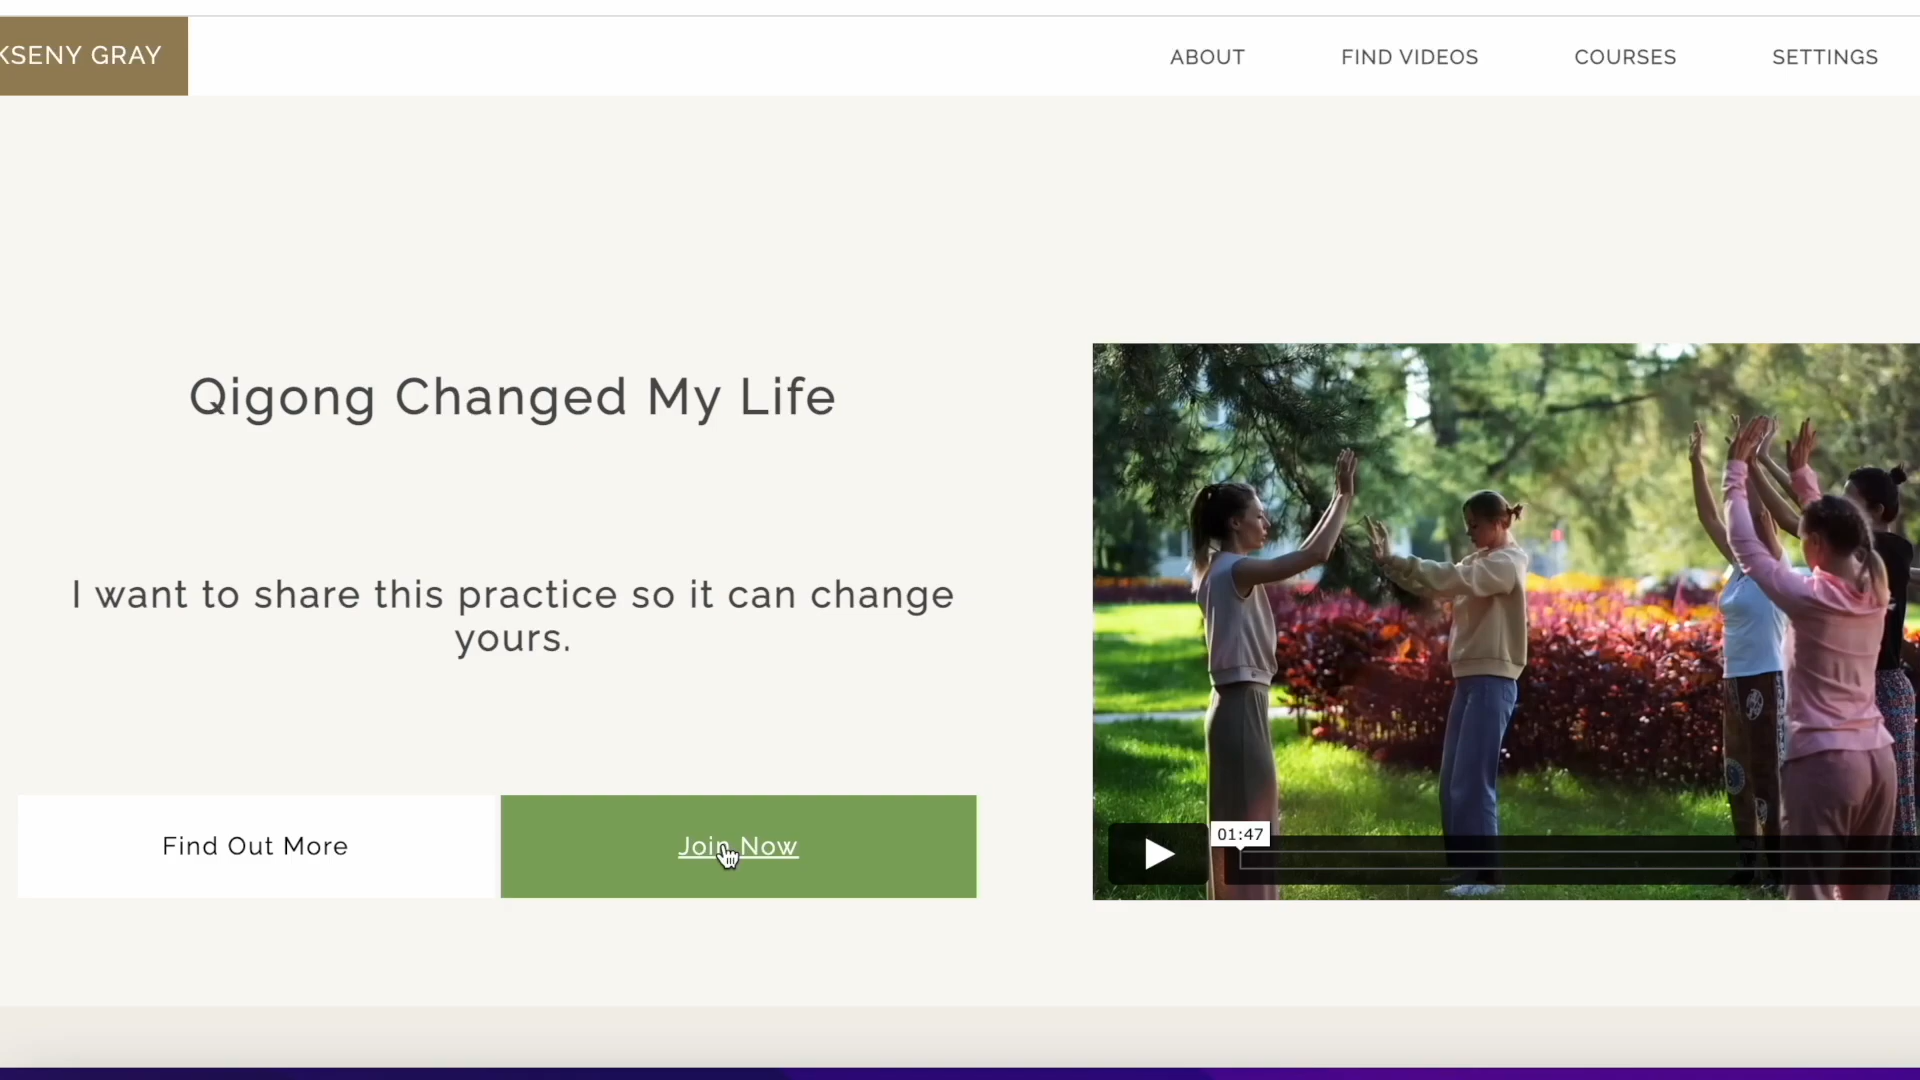 KSENY GRAY
ABOUT
FIND VIDEOS
COURSES
SETTINGS
Qigong Changed My Life
I want to share this practice so it can change
yours.
Find Out More
Join Now
01:47